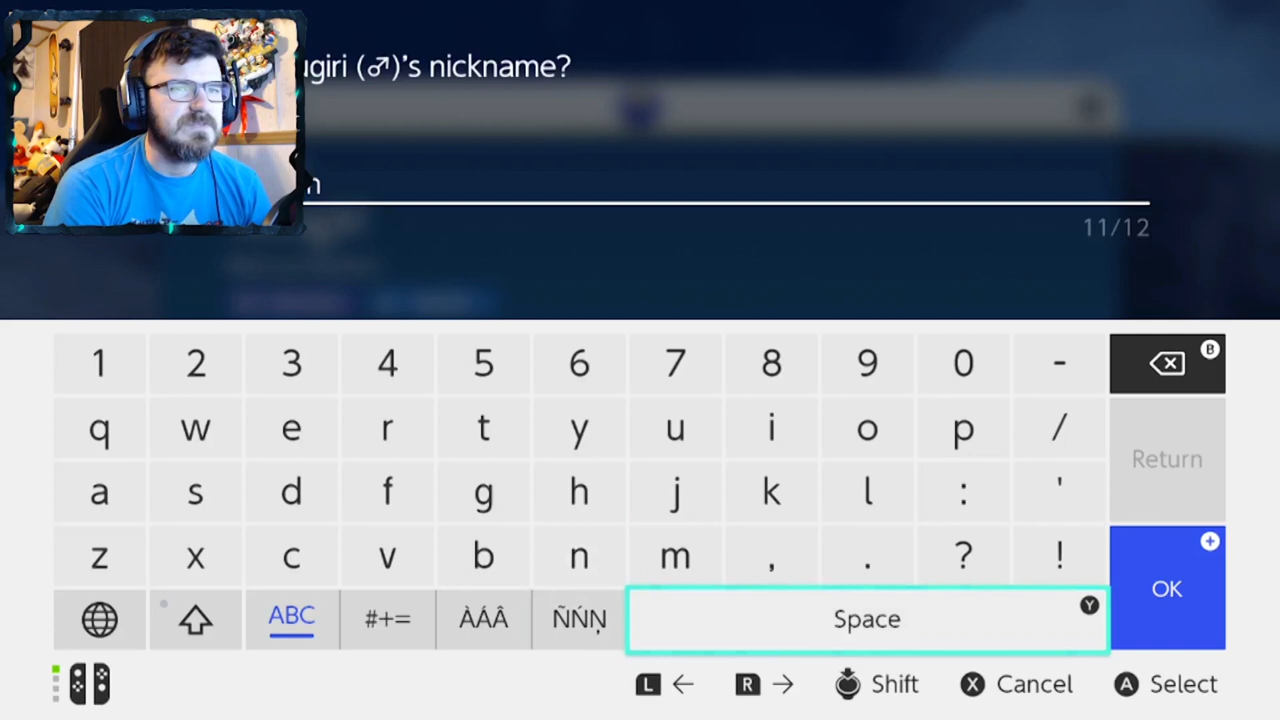 ugiri (♂)'s nickname?
n
11/12
1 2 3 4 5 6 7 8 9 0 -
q w e r t y u i o p /
Return
a s d f g h j k l : '
z x c v b n m , . ? !
OK
ABC #+= ÀÁÂ ÑŃŅ Space
L ← R → Shift X Cancel A Select
B
+
Y